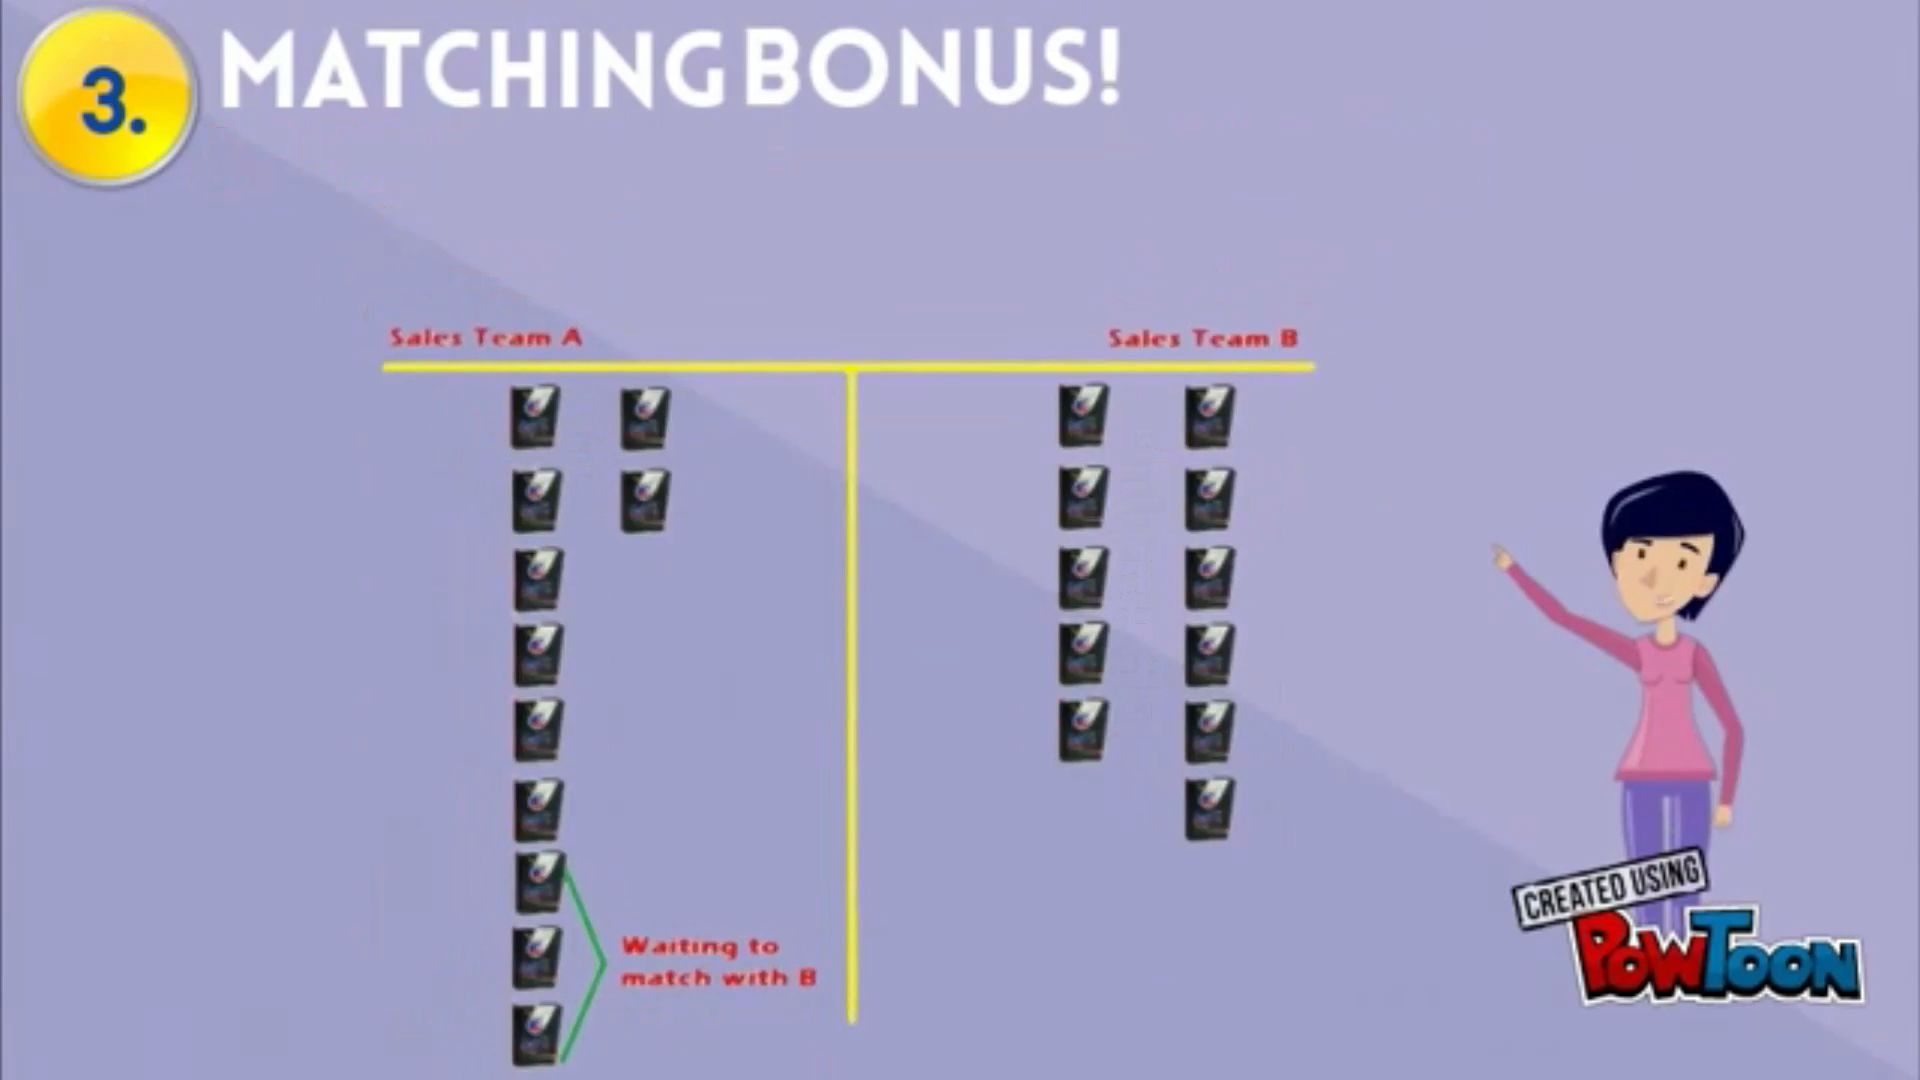 3.
MATCHING BONUS!
Sales Team A
Sales Team B
Waiting to
match with B
CREATED USING
POWTOON